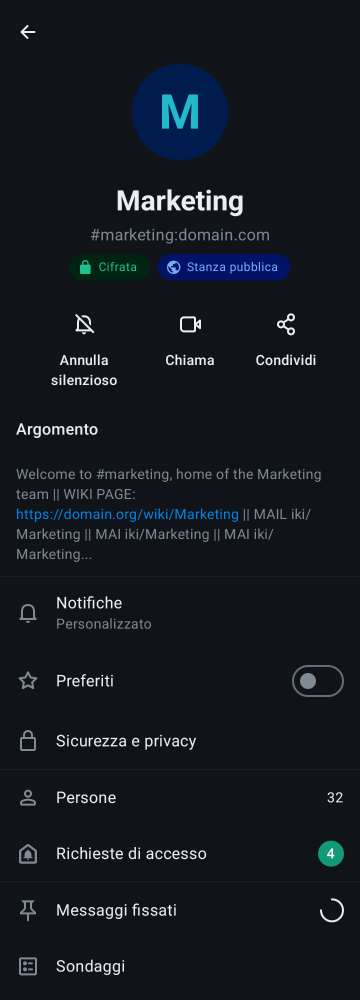 M
Marketing
#marketing:domain.com
Cifrata
Stanza pubblica
Annulla
silenzioso
Chiama
Condividi
Argomento
Welcome to #marketing, home of the Marketing
team || WIKI PAGE:
https://domain.org/wiki/Marketing || MAIL iki/
Marketing || MAI iki/Marketing || MAI iki/
Marketing...
Notifiche
Personalizzato
Preferiti
Sicurezza e privacy
Persone
32
Richieste di accesso
4
Messaggi fissati
Sondaggi